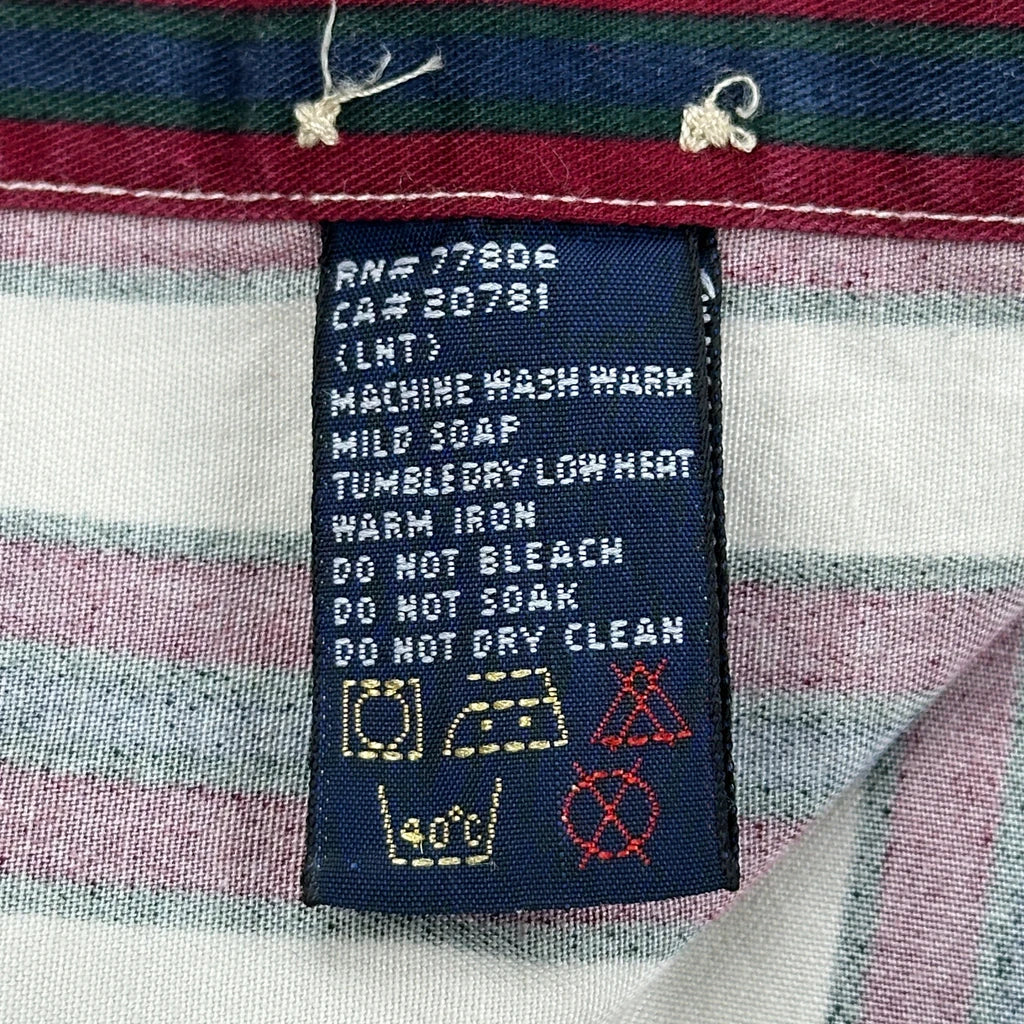 RN# 77806
CA# 20781
(LNT)
MACHINE WASH WARM
MILD SOAP
TUMBLE DRY LOW HEAT
WARM IRON
DO NOT BLEACH
DO NOT SOAK
DO NOT DRY CLEAN
40°C